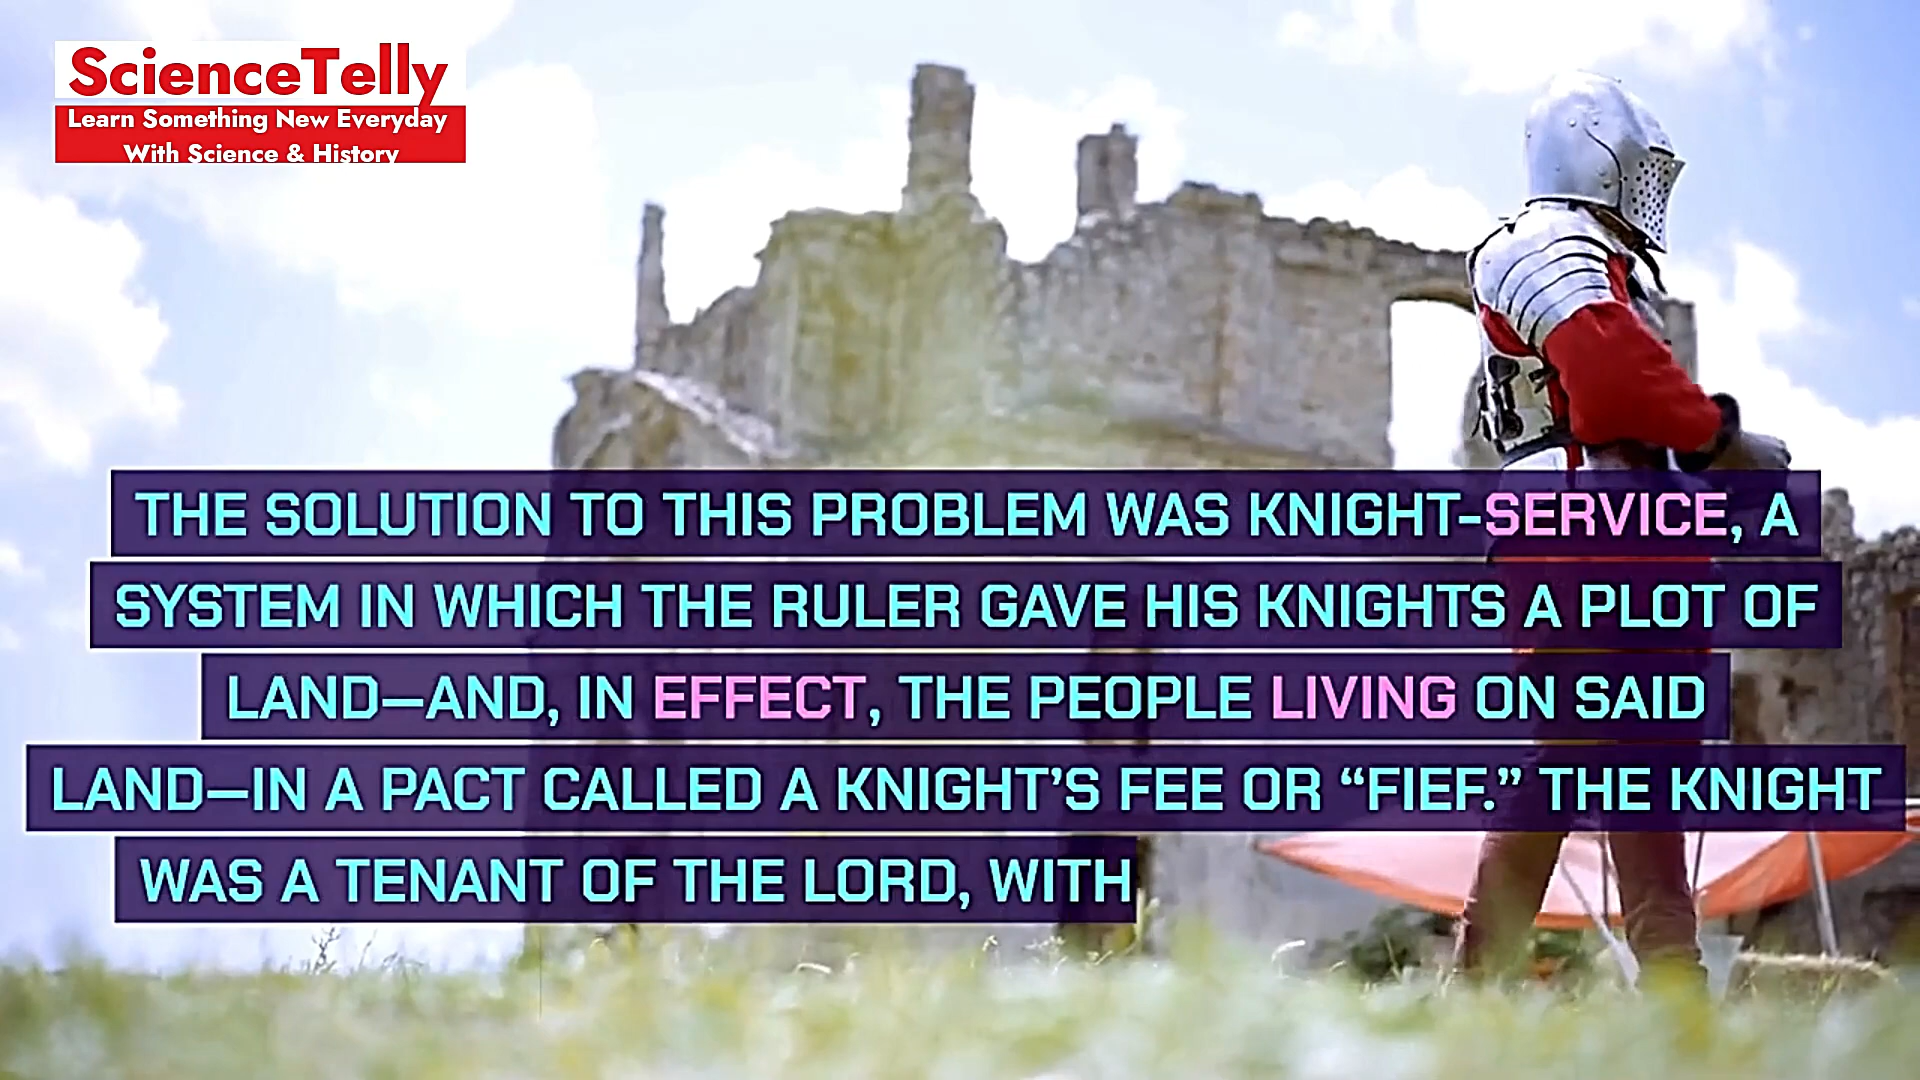 ScienceTelly
Learn Something New Everyday
With Science & History
THE SOLUTION TO THIS PROBLEM WAS KNIGHT-SERVICE, A
SYSTEM IN WHICH THE RULER GAVE HIS KNIGHTS A PLOT OF
LAND—AND, IN EFFECT, THE PEOPLE LIVING ON SAID
LAND—IN A PACT CALLED A KNIGHT’S FEE OR “FIEF.” THE KNIGHT
WAS A TENANT OF THE LORD, WITH